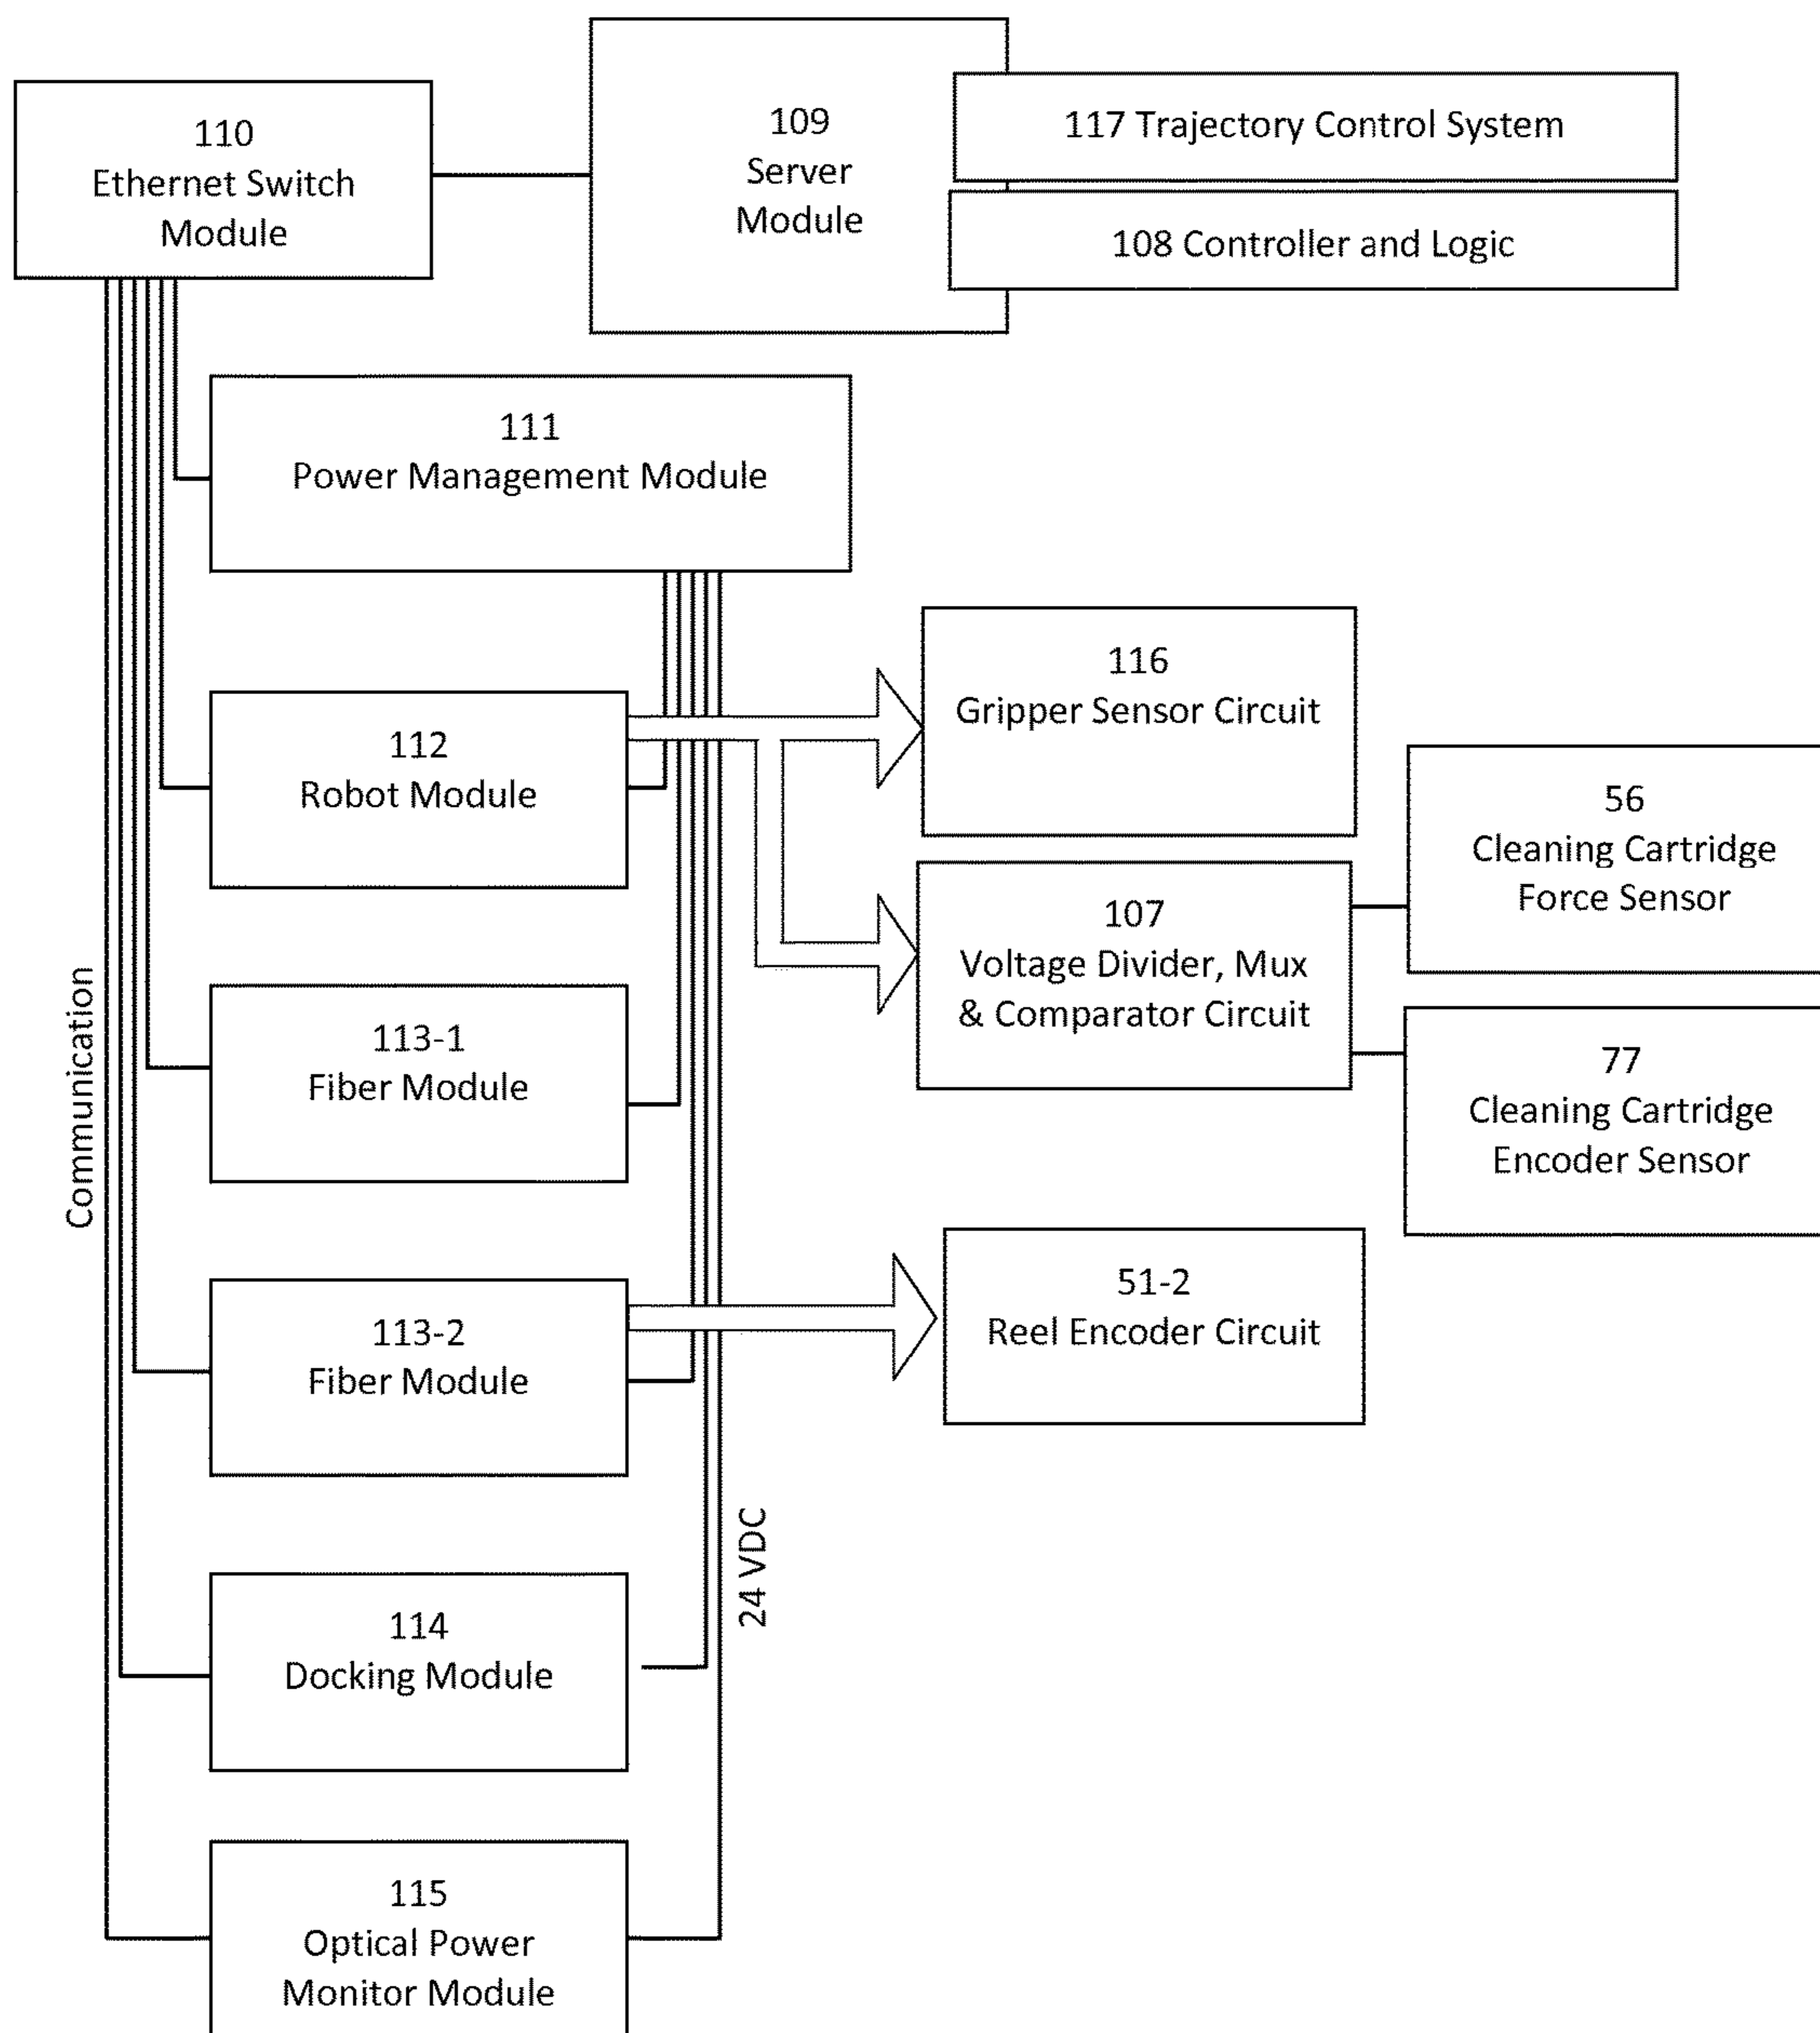 110
Ethernet Switch
Module
109
Server
Module
117 Trajectory Control System
108 Controller and Logic
111
Power Management Module
112
Robot Module
116
Gripper Sensor Circuit
107
Voltage Divider, Mux
& Comparator Circuit
56
Cleaning Cartridge
Force Sensor
77
Cleaning Cartridge
Encoder Sensor
Communication
113-1
Fiber Module
113-2
Fiber Module
51-2
Reel Encoder Circuit
24 VDC
114
Docking Module
115
Optical Power
Monitor Module